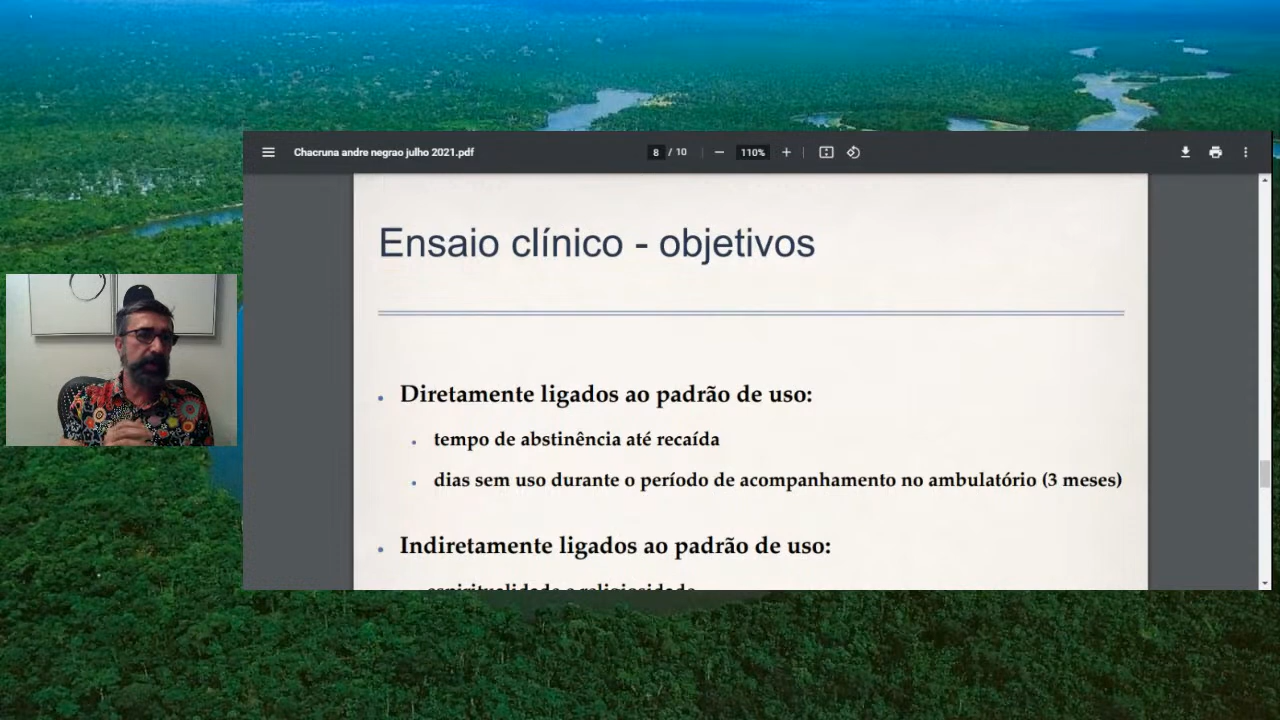 Chacruna andre negrao julho 2021.pdf
8 / 10
110%
Ensaio clínico - objetivos
Diretamente ligados ao padrão de uso:
tempo de abstinência até recaída
dias sem uso durante o período de acompanhamento no ambulatório (3 meses)
Indiretamente ligados ao padrão de uso:
espiritualidade e religiosidade